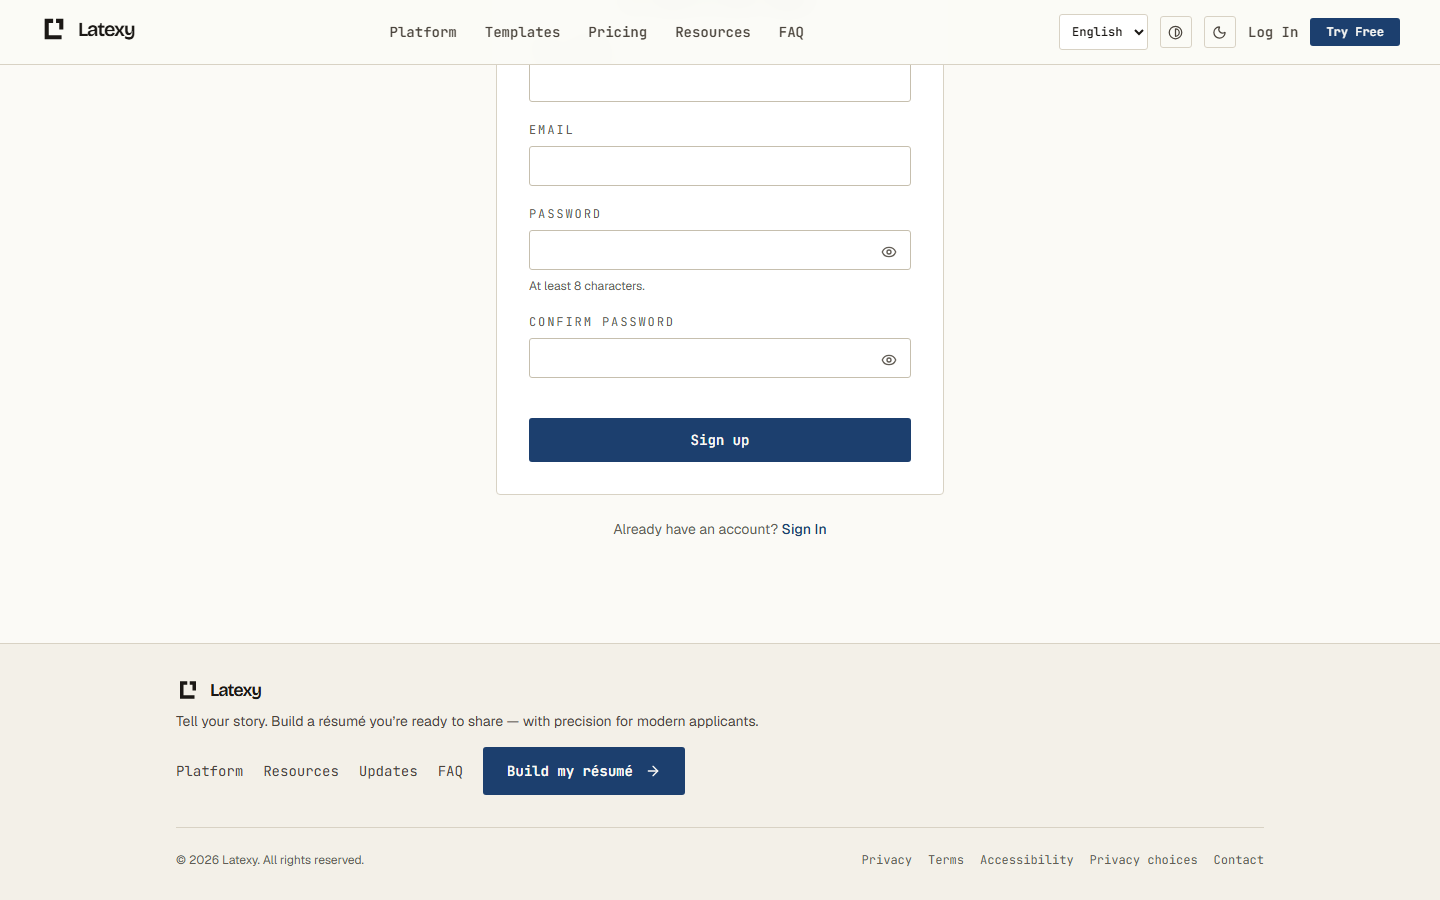 Latexy
Platform Templates Pricing Resources FAQ
English
Log In
Try Free
EMAIL
PASSWORD
At least 8 characters.
CONFIRM PASSWORD
Sign up
Already have an account? Sign In
Latexy
Tell your story. Build a résumé you’re ready to share — with precision for modern applicants.
Platform Resources Updates FAQ Build my résumé →
© 2026 Latexy. All rights reserved.
Privacy Terms Accessibility Privacy choices Contact